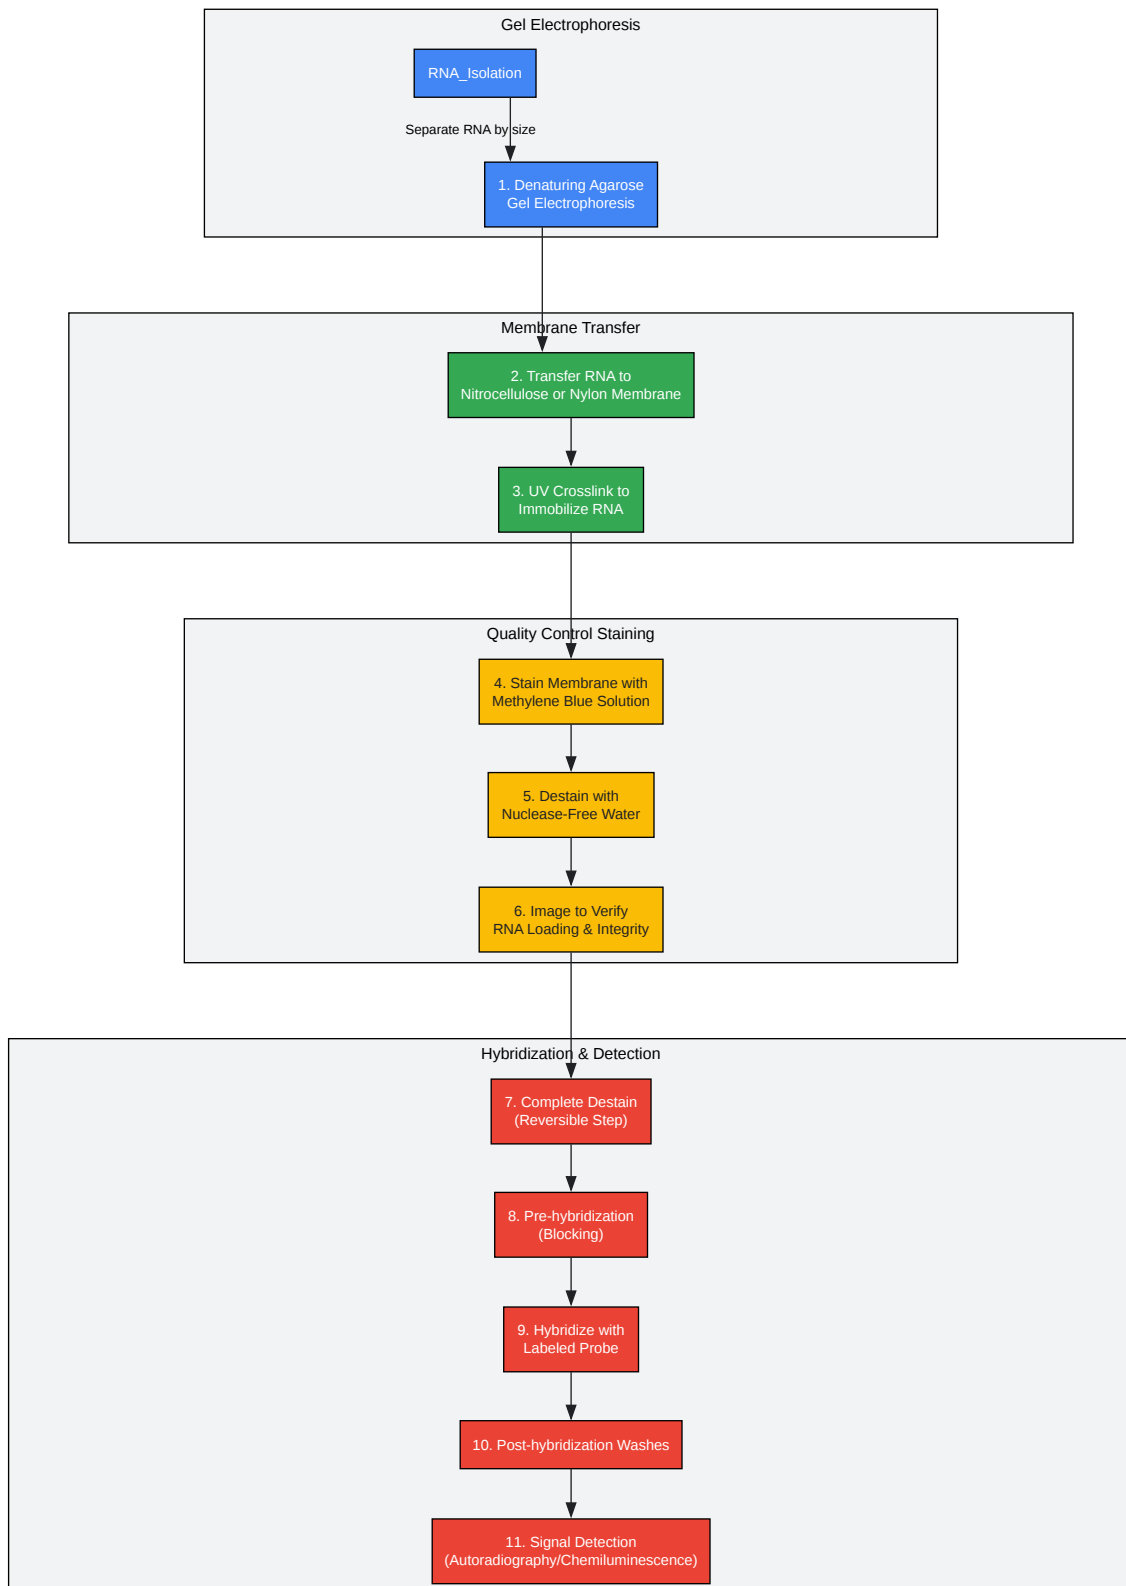 Gel Electrophoresis
RNA_Isolation
Separate RNA by size
1. Denaturing Agarose
Gel Electrophoresis
Membrane Transfer
2. Transfer RNA to
Nitrocellulose or Nylon Membrane
3. UV Crosslink to
Immobilize RNA
Quality Control Staining
4. Stain Membrane with
Methylene Blue Solution
5. Destain with
Nuclease-Free Water
6. Image to Verify
RNA Loading & Integrity
Hybridization & Detection
7. Complete Destain
(Reversible Step)
8. Pre-hybridization
(Blocking)
9. Hybridize with
Labeled Probe
10. Post-hybridization Washes
11. Signal Detection
(Autoradiography/Chemiluminescence)